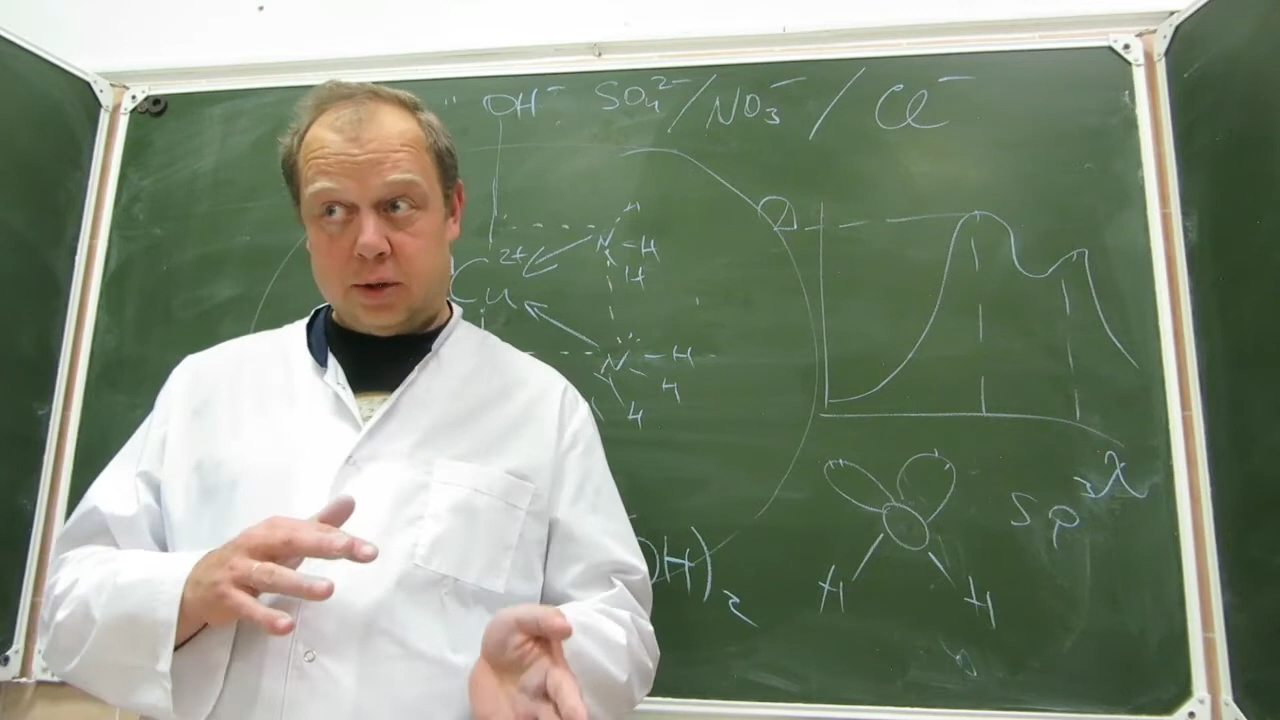 OH⁻ SO₄²⁻ / NO₃⁻ / Cl⁻
H
N - H
H
Cu²⁺
N - H
H
H
OH)₂
λ
sp³
H H